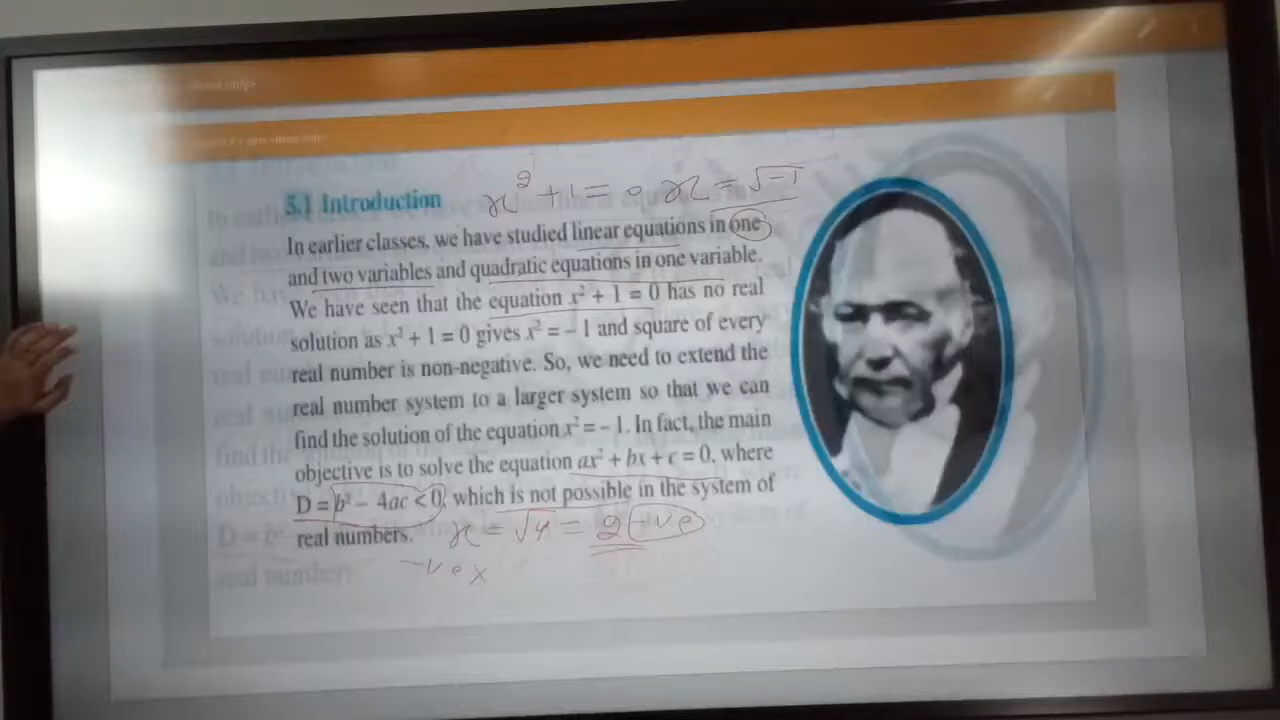 5.1 Introduction x² + 1 = 0 x = √-1
In earlier classes, we have studied linear equations in one
and two variables and quadratic equations in one variable.
We have seen that the equation x² + 1 = 0 has no real
solution as x² + 1 = 0 gives x² = – 1 and square of every
real number is non-negative. So, we need to extend the
real number system to a larger system so that we can
find the solution of the equation x² = – 1. In fact, the main
objective is to solve the equation ax² + bx + c = 0, where
D = b² – 4ac < 0, which is not possible in the system of
real numbers. x = √4 = 2 -ve
-ve x